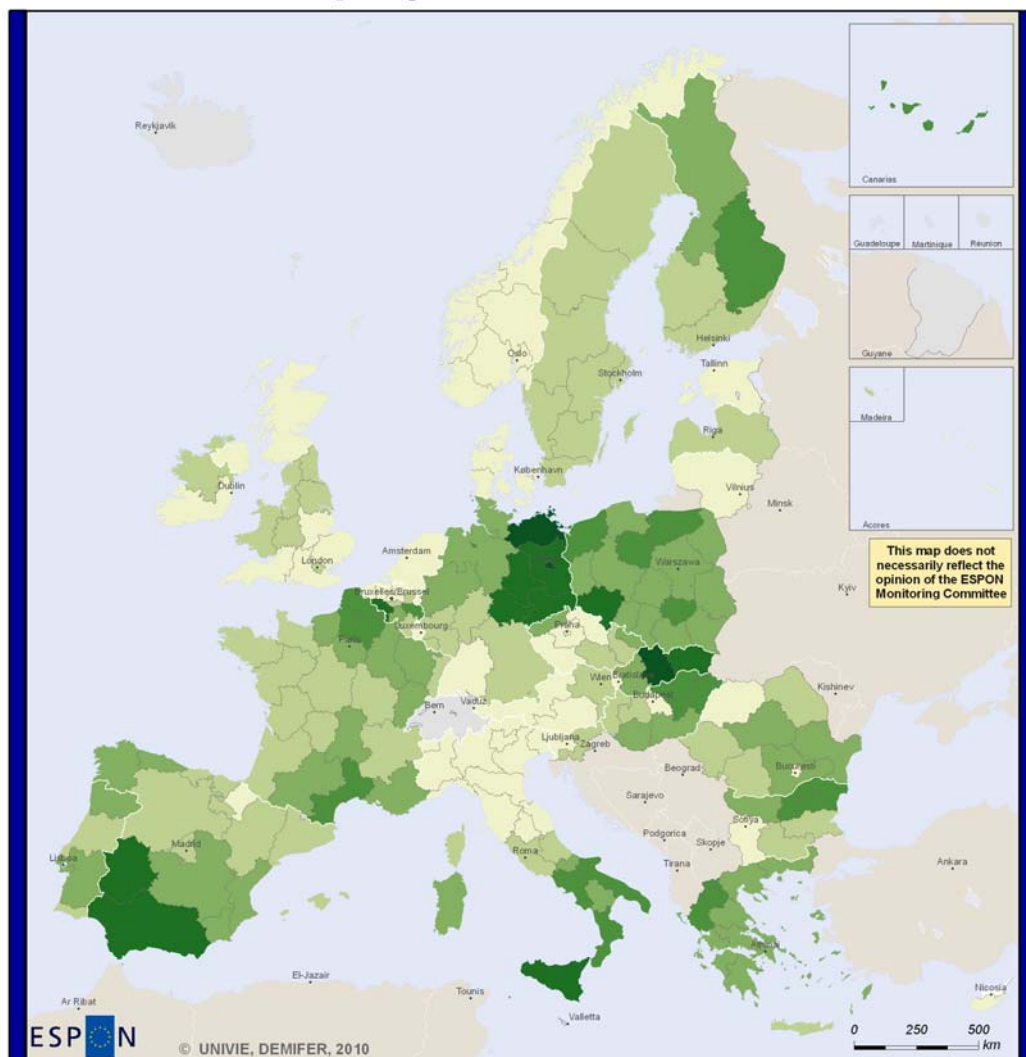 Reykjavik
Canarias
Guadeloupe
Martinique
Reunion
Guyane
Madeira
Acores
Oslo
Helsinki
Tallinn
Stockholm
Riga
Dublin
København
Vilnius
Minsk
London
Amsterdam
This map does not
necessarily reflect the
opinion of the ESPON
Monitoring Committee
Warszawa
Bruxelles/Brussel
Kyiv
Luxembourg
Praha
Paris
Wien
Kishinev
Bern
Vaduz
Budapest
Ljubljana
Zagreb
Beograd
Bucuresti
Sarajevo
Sofiya
Podgorica
Skopje
Madrid
Roma
Tirana
Ankara
Lisboa
El-Jazair
Tounis
Nicosia
Ar Ribat
Valletta
0 250 500
km
ESPON
© UNIVIE, DEMIFER, 2010